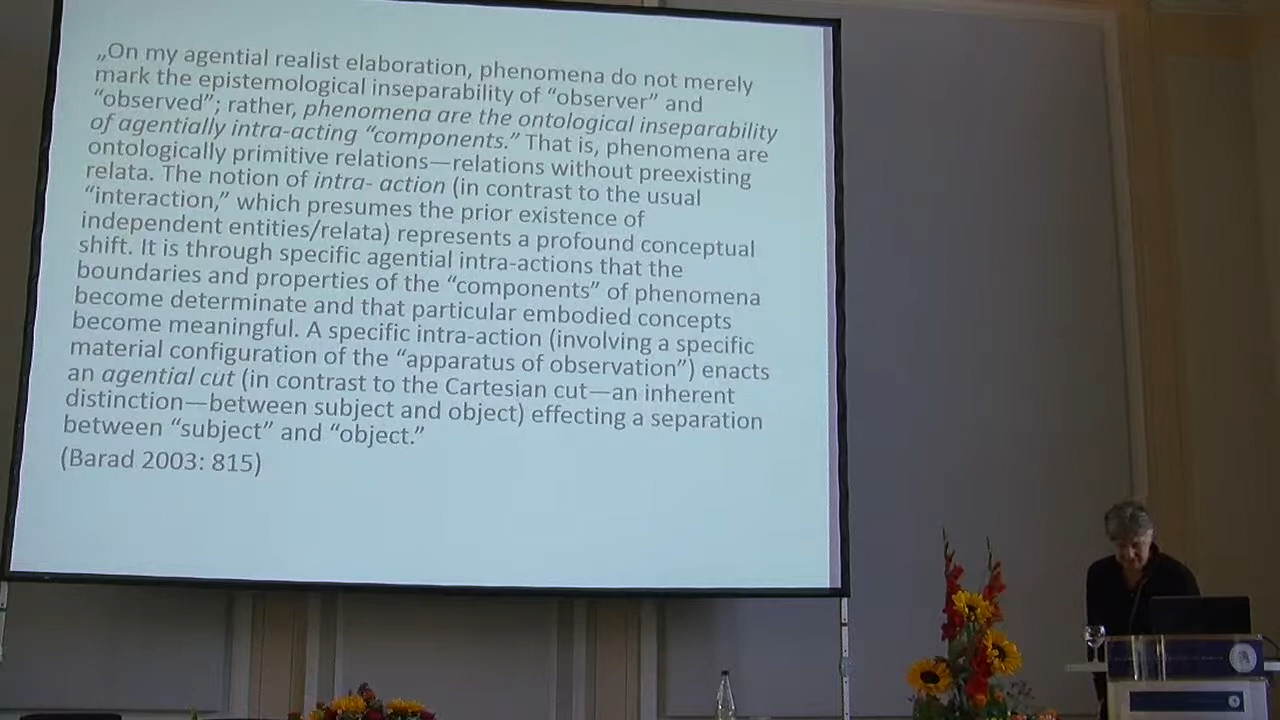 „On my agential realist elaboration, phenomena do not merely
mark the epistemological inseparability of “observer” and
“observed”; rather, phenomena are the ontological inseparability
of agentially intra-acting “components.” That is, phenomena are
ontologically primitive relations—relations without preexisting
relata. The notion of intra- action (in contrast to the usual
“interaction,” which presumes the prior existence of
independent entities/relata) represents a profound conceptual
shift. It is through specific agential intra-actions that the
boundaries and properties of the “components” of phenomena
become determinate and that particular embodied concepts
become meaningful. A specific intra-action (involving a specific
material configuration of the “apparatus of observation”) enacts
an agential cut (in contrast to the Cartesian cut—an inherent
distinction—between subject and object) effecting a separation
between “subject” and “object.”
(Barad 2003: 815)